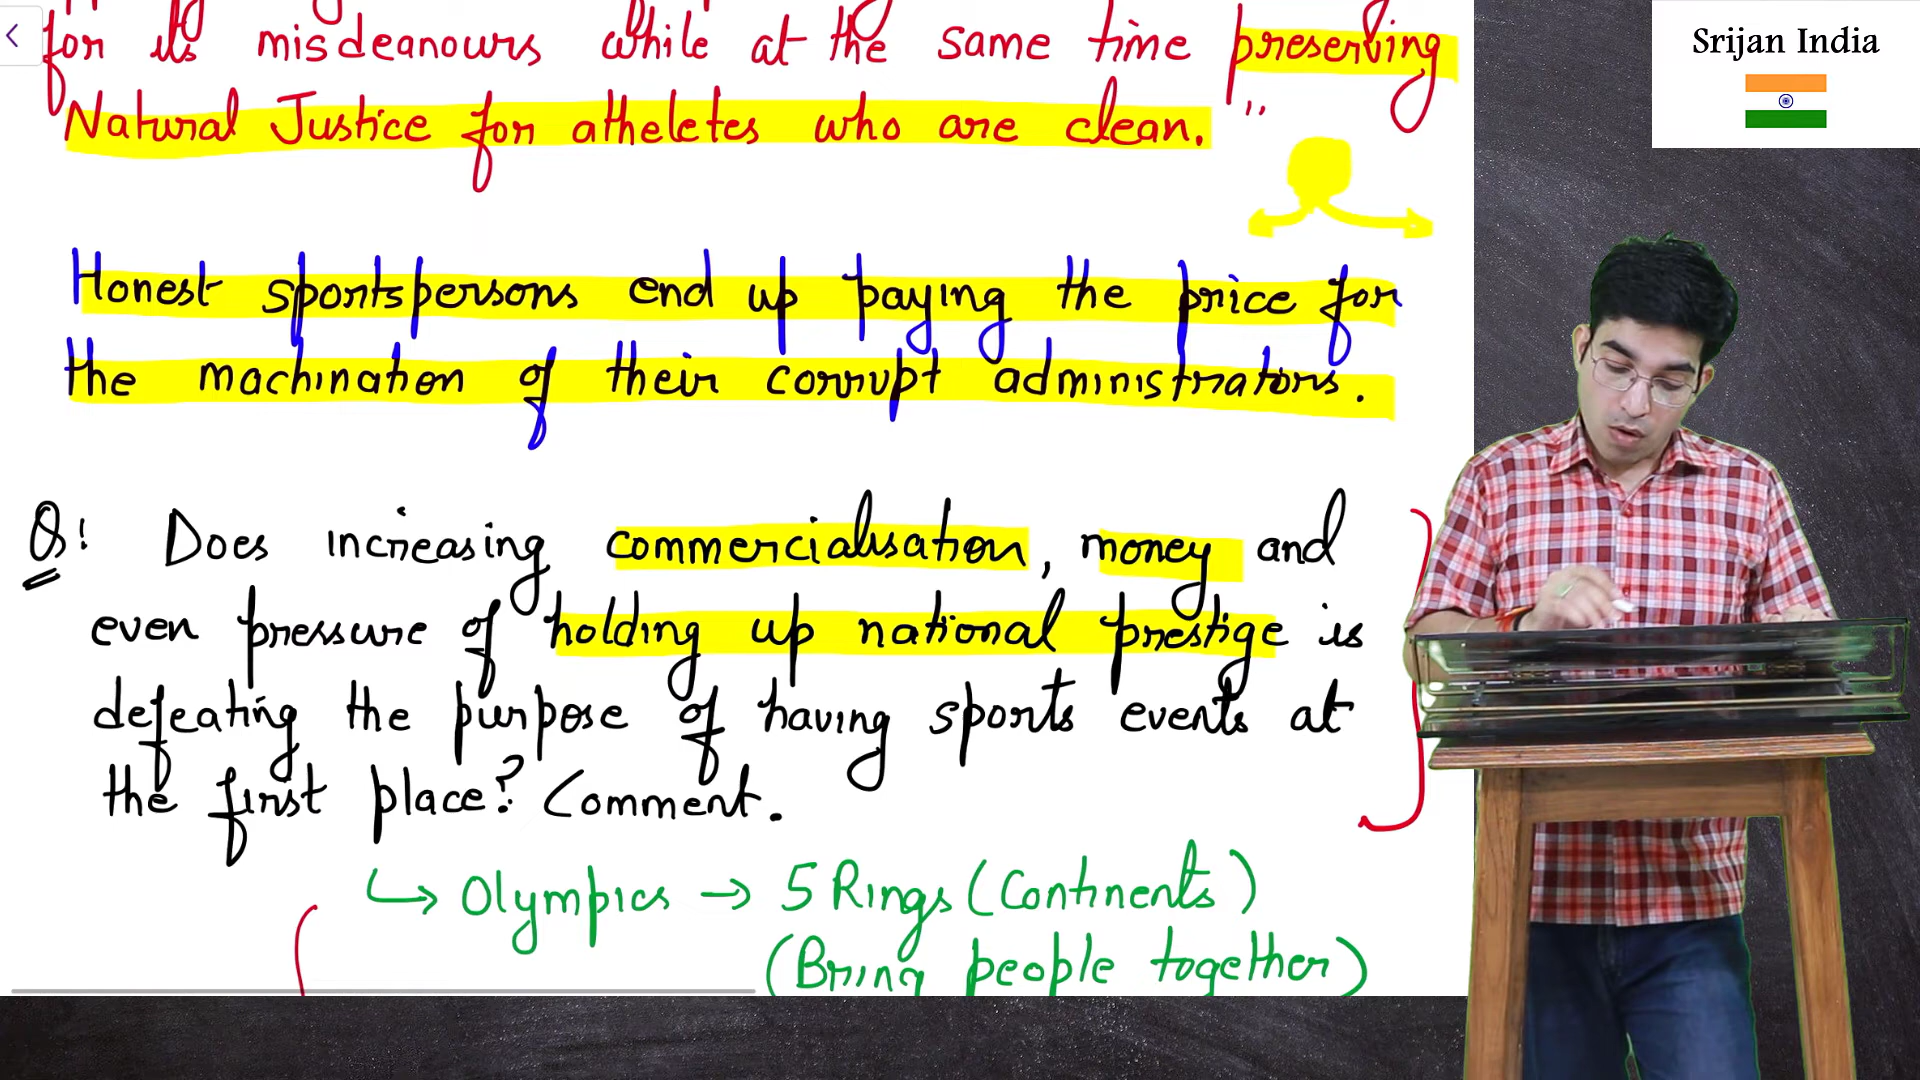 for its misdeanours while at the same time preserving
Natural Justice for atheletes who are clean."
Honest sportspersons end up paying the price for
the machination of their corrupt administrators.
Q: Does increasing commercialisation, money and
even pressure of holding up national prestige is
defeating the purpose of having sports events at
the first place? Comment.
↳ Olympics → 5 Rings (Continents)
(Bring people together)
Srijan India